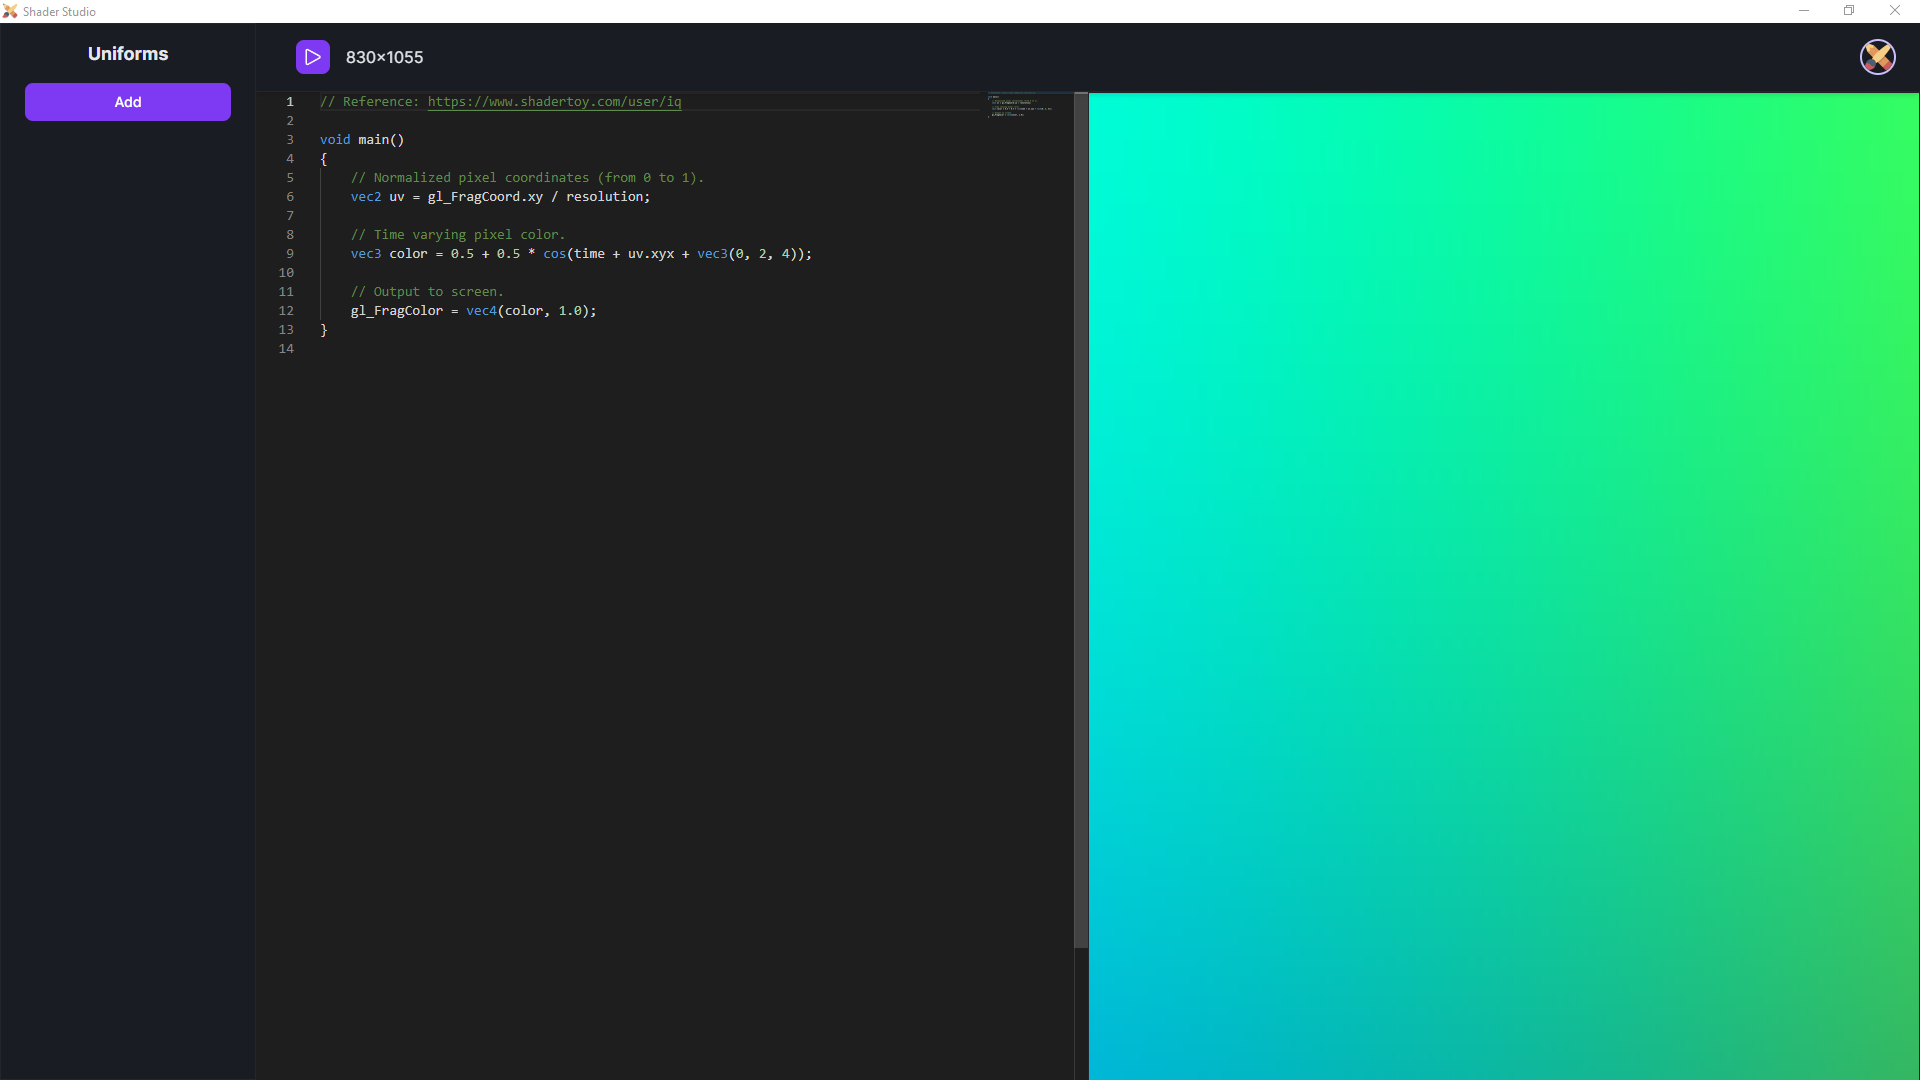 Shader Studio
Uniforms
Add
830×1055
1 // Reference: https://www.shadertoy.com/user/iq
2
3 void main()
4 {
5 // Normalized pixel coordinates (from 0 to 1).
6 vec2 uv = gl_FragCoord.xy / resolution;
7
8 // Time varying pixel color.
9 vec3 color = 0.5 + 0.5 * cos(time + uv.xyx + vec3(0, 2, 4));
10
11 // Output to screen.
12 gl_FragColor = vec4(color, 1.0);
13 }
14